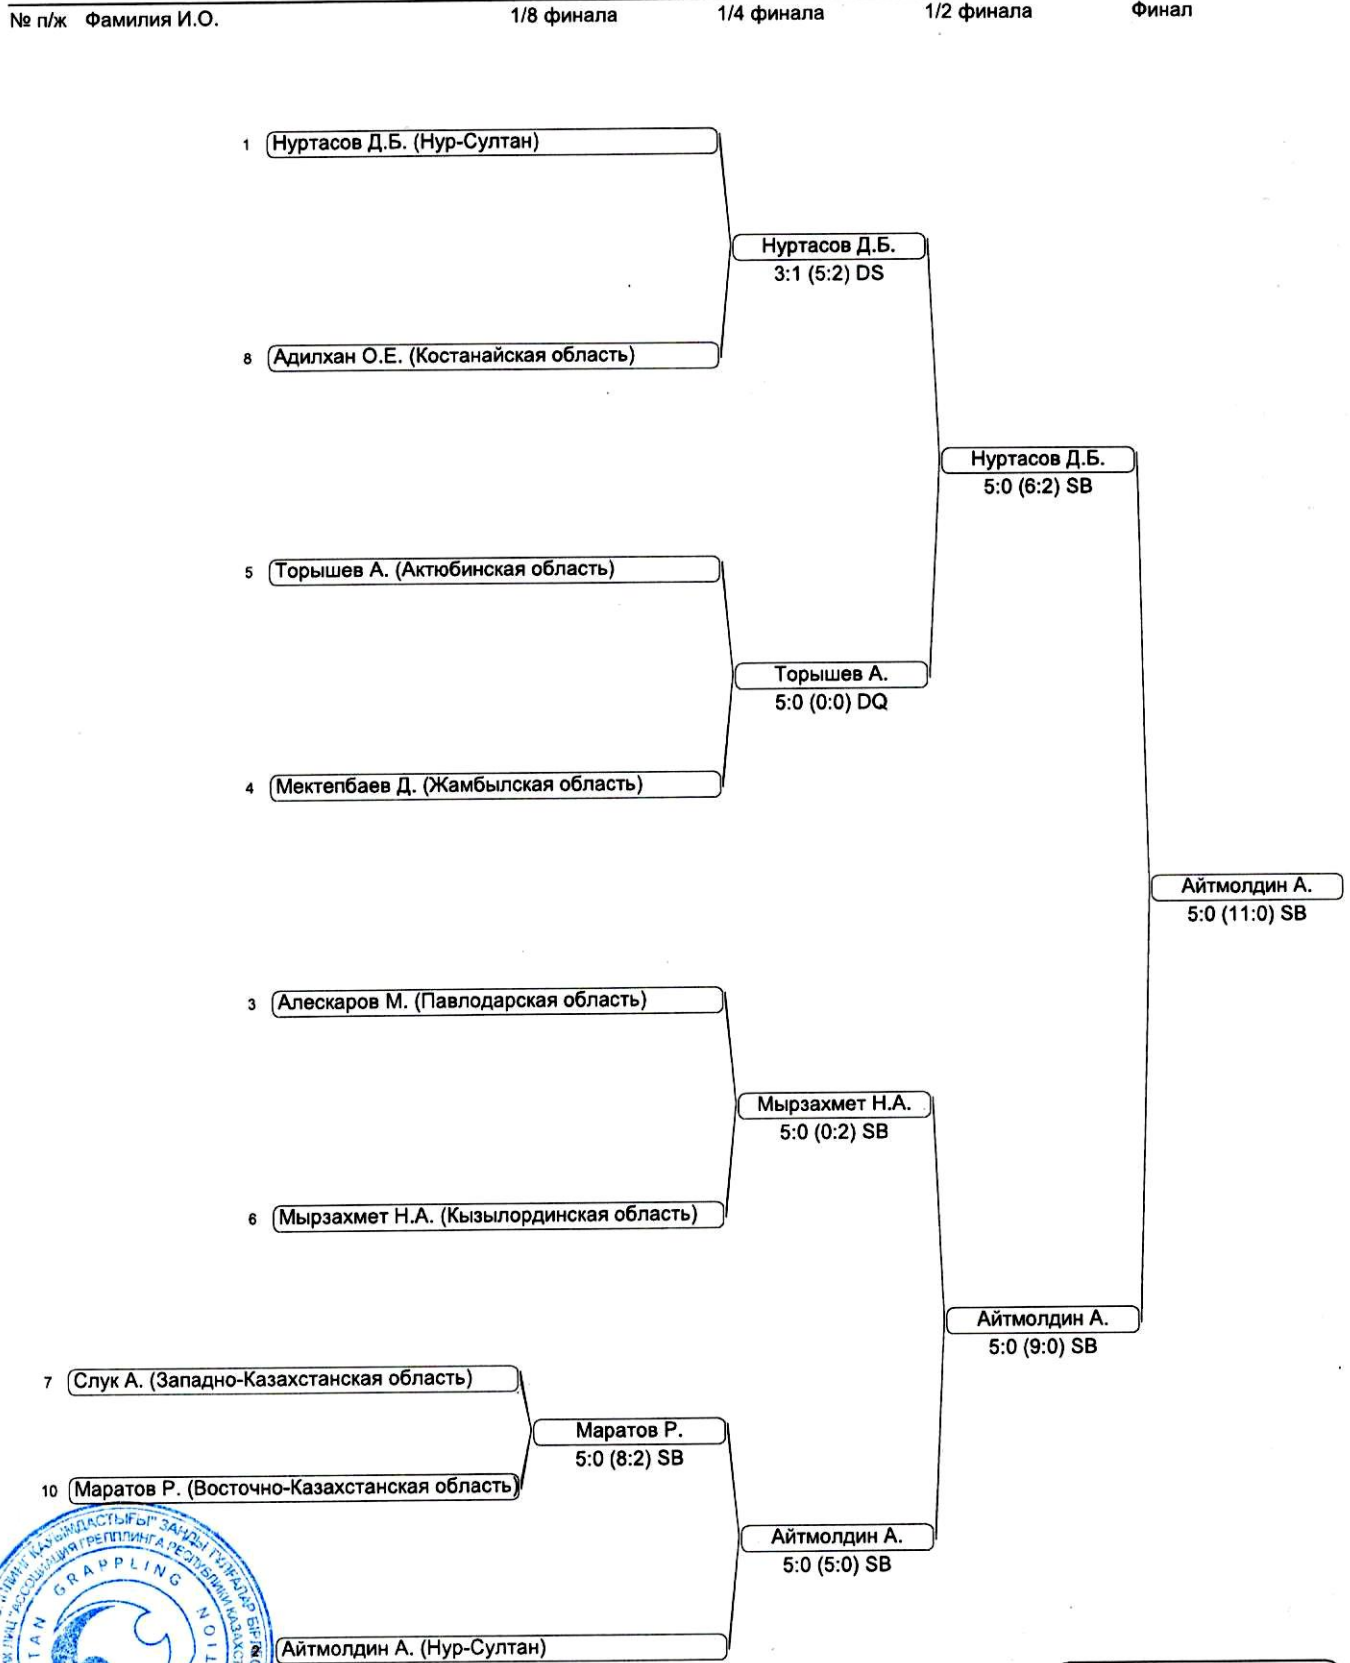 № п/ж Фамилия И.О. 1/8 финала 1/4 финала 1/2 финала Финал
1 Нуртасов Д.Б. (Нур-Султан)
Нуртасов Д.Б.
3:1 (5:2) DS
8 Адилхан О.Е. (Костанайская область)
Нуртасов Д.Б.
5:0 (6:2) SB
5 Торышев А. (Актюбинская область)
Торышев А.
5:0 (0:0) DQ
4 Мектепбаев Д. (Жамбылская область)
Айтмолдин А.
5:0 (11:0) SB
3 Алескаров М. (Павлодарская область)
Мырзахмет Н.А.
5:0 (0:2) SB
6 Мырзахмет Н.А. (Кызылординская область)
Айтмолдин А.
5:0 (9:0) SB
7 Слук А. (Западно-Казахстанская область)
Маратов Р.
5:0 (8:2) SB
10 Маратов Р. (Восточно-Казахстанская область)
Айтмолдин А.
5:0 (5:0) SB
2 Айтмолдин А. (Нур-Султан)
GRAPPLING